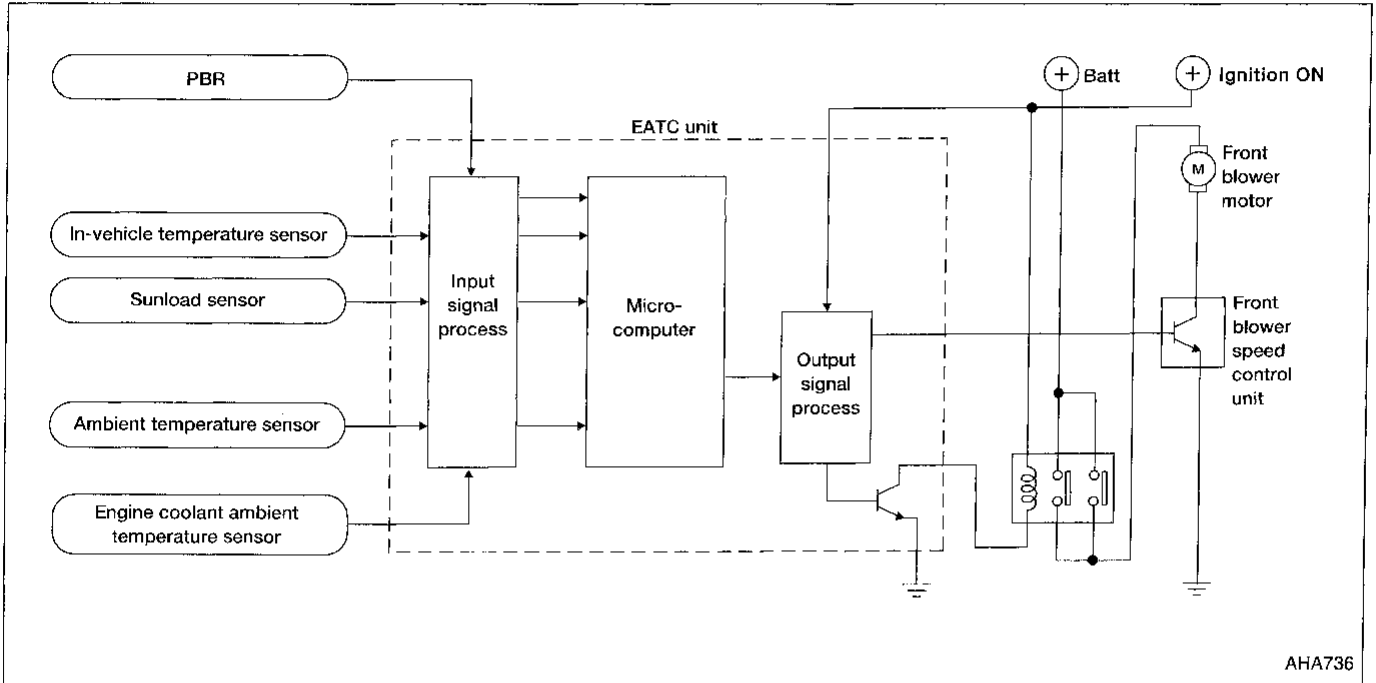 PBR
Batt
Ignition ON
EATC unit
Front
blower
motor
M
In-vehicle temperature sensor
Input
signal
process
Micro-
computer
Sunload sensor
Front
blower
speed
control
unit
Output
signal
process
Ambient temperature sensor
Engine coolant ambient
temperature sensor
AHA736